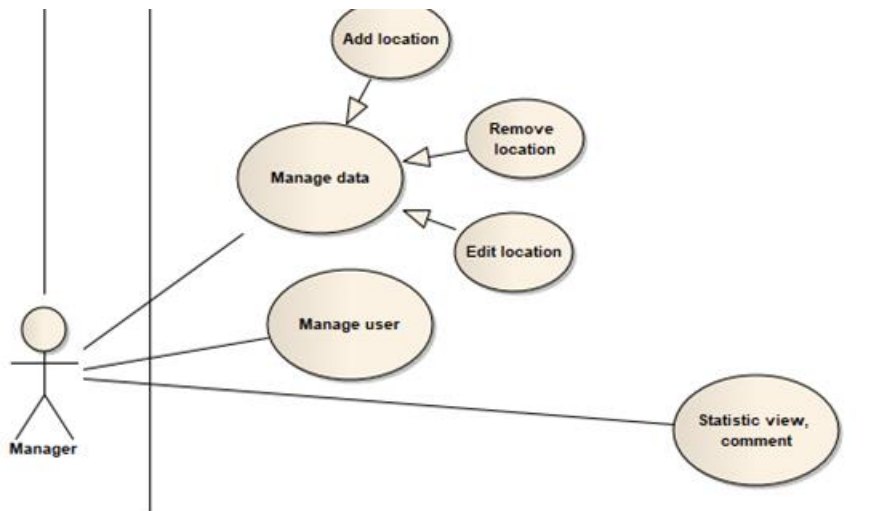 Add location
Remove
location
Manage data
Edit location
Manage user
Statistic view,
comment
Manager